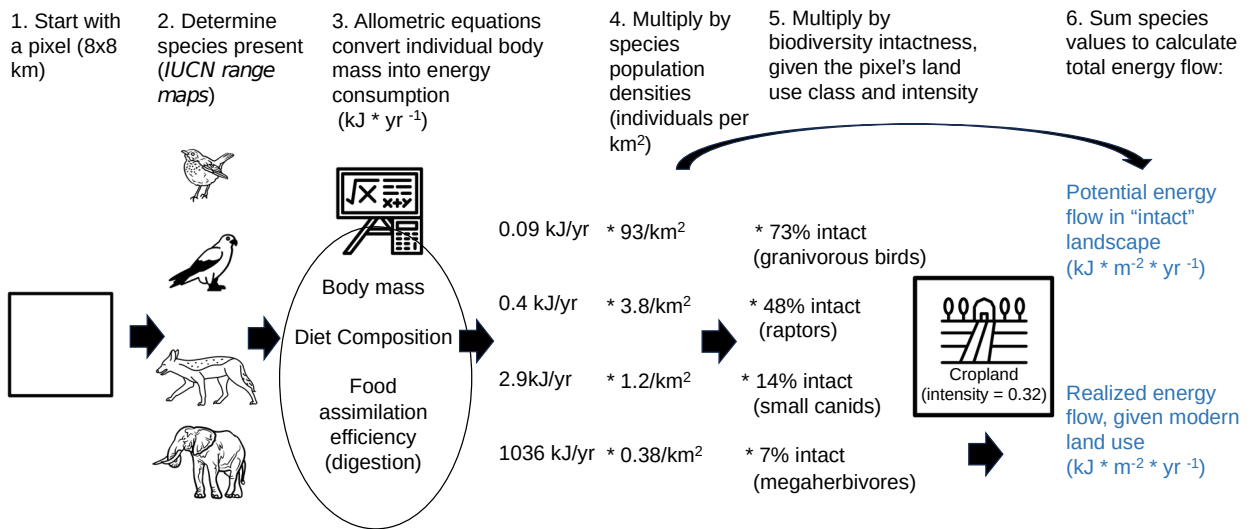 1. Start with
a pixel (8x8
km)
2. Determine
species present
(IUCN range
maps)
3. Allometric equations
convert individual body
mass into energy
consumption
(kJ * yr -1)
4. Multiply by
species
population
densities
(individuals per
km2)
5. Multiply by
biodiversity intactness,
given the pixel's land
use class and intensity
6. Sum species
values to calculate
total energy flow:
√x
x+y
Body mass
Diet Composition
Food
assimilation
efficiency
(digestion)
0.09 kJ/yr * 93/km2 * 73% intact
(granivorous birds)
0.4 kJ/yr * 3.8/km2 * 48% intact
(raptors)
2.9kJ/yr * 1.2/km2 * 14% intact
(small canids)
1036 kJ/yr * 0.38/km2 * 7% intact
(megaherbivores)
Cropland
(intensity = 0.32)
Potential energy
flow in “intact”
landscape
(kJ * m-2 * yr -1)
Realized energy
flow, given modern
land use
(kJ * m-2 * yr -1)